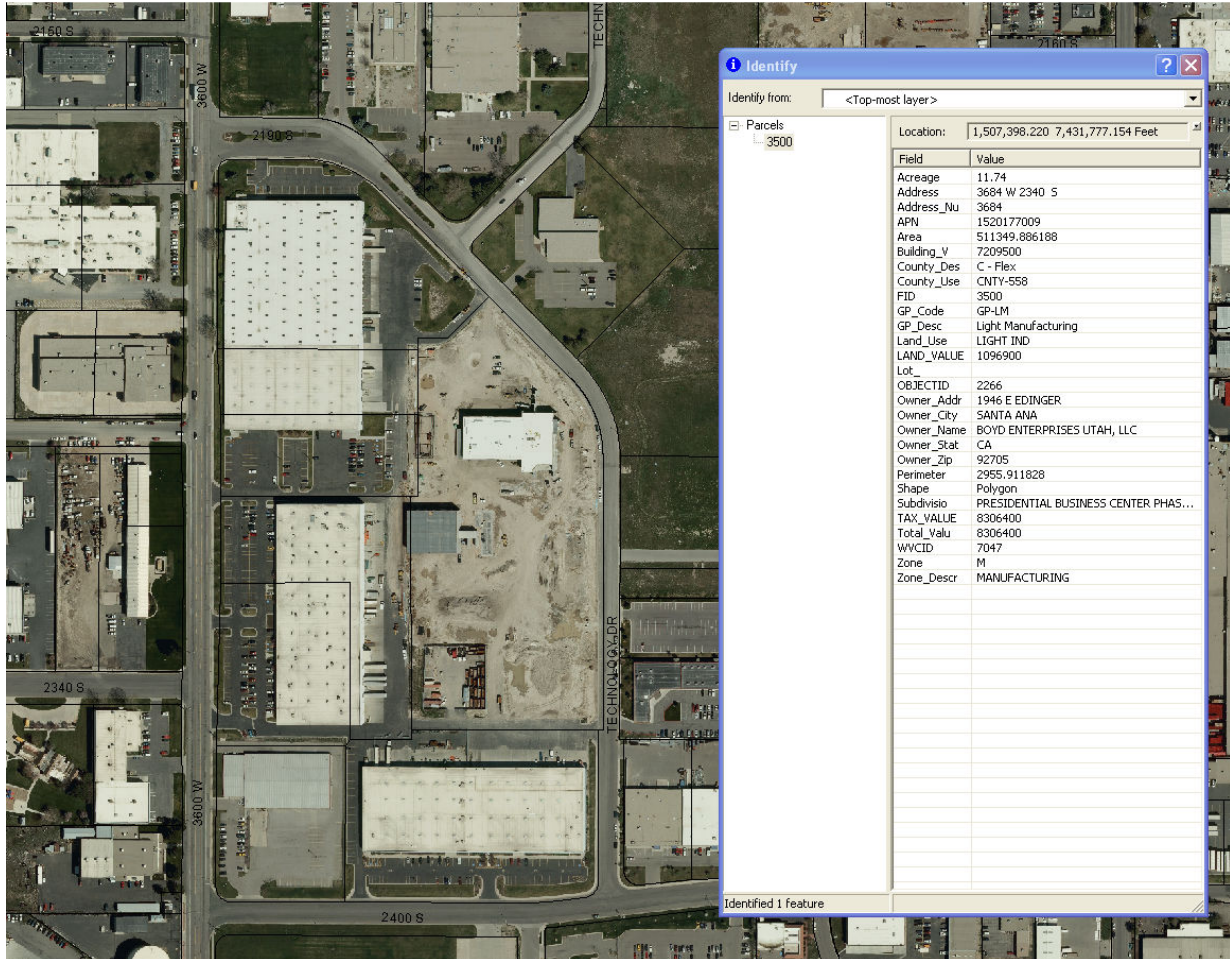 2150 S
TECHN
2160 S
3600 W
2190 S
Identify
Identify from: <Top-most layer>
Parcels
3500
Location: 1,507,398.220 7,431,777.154 Feet
Field Value
Acreage 11.74
Address 3684 W 2340 S
Address_Nu 3684
APN 1520177009
Area 511349.886188
Building_V 7209500
County_Des C - Flex
County_Use CNTY-558
FID 3500
GP_Code GP-LM
GP_Desc Light Manufacturing
Land_Use LIGHT IND
LAND_VALUE 1096900
Lot_
OBJECTID 2266
Owner_Addr 1946 E EDINGER
Owner_City SANTA ANA
Owner_Name BOYD ENTERPRISES UTAH, LLC
Owner_Stat CA
Owner_Zip 92705
Perimeter 2955.911828
Shape Polygon
Subdivisio PRESIDENTIAL BUSINESS CENTER PHAS...
TAX_VALUE 8306400
Total_Valu 8306400
WVCID 7047
Zone M
Zone_Descr MANUFACTURING
Identified 1 feature
2340 S
TECHNOLOGY DR
3600 W
2400 S